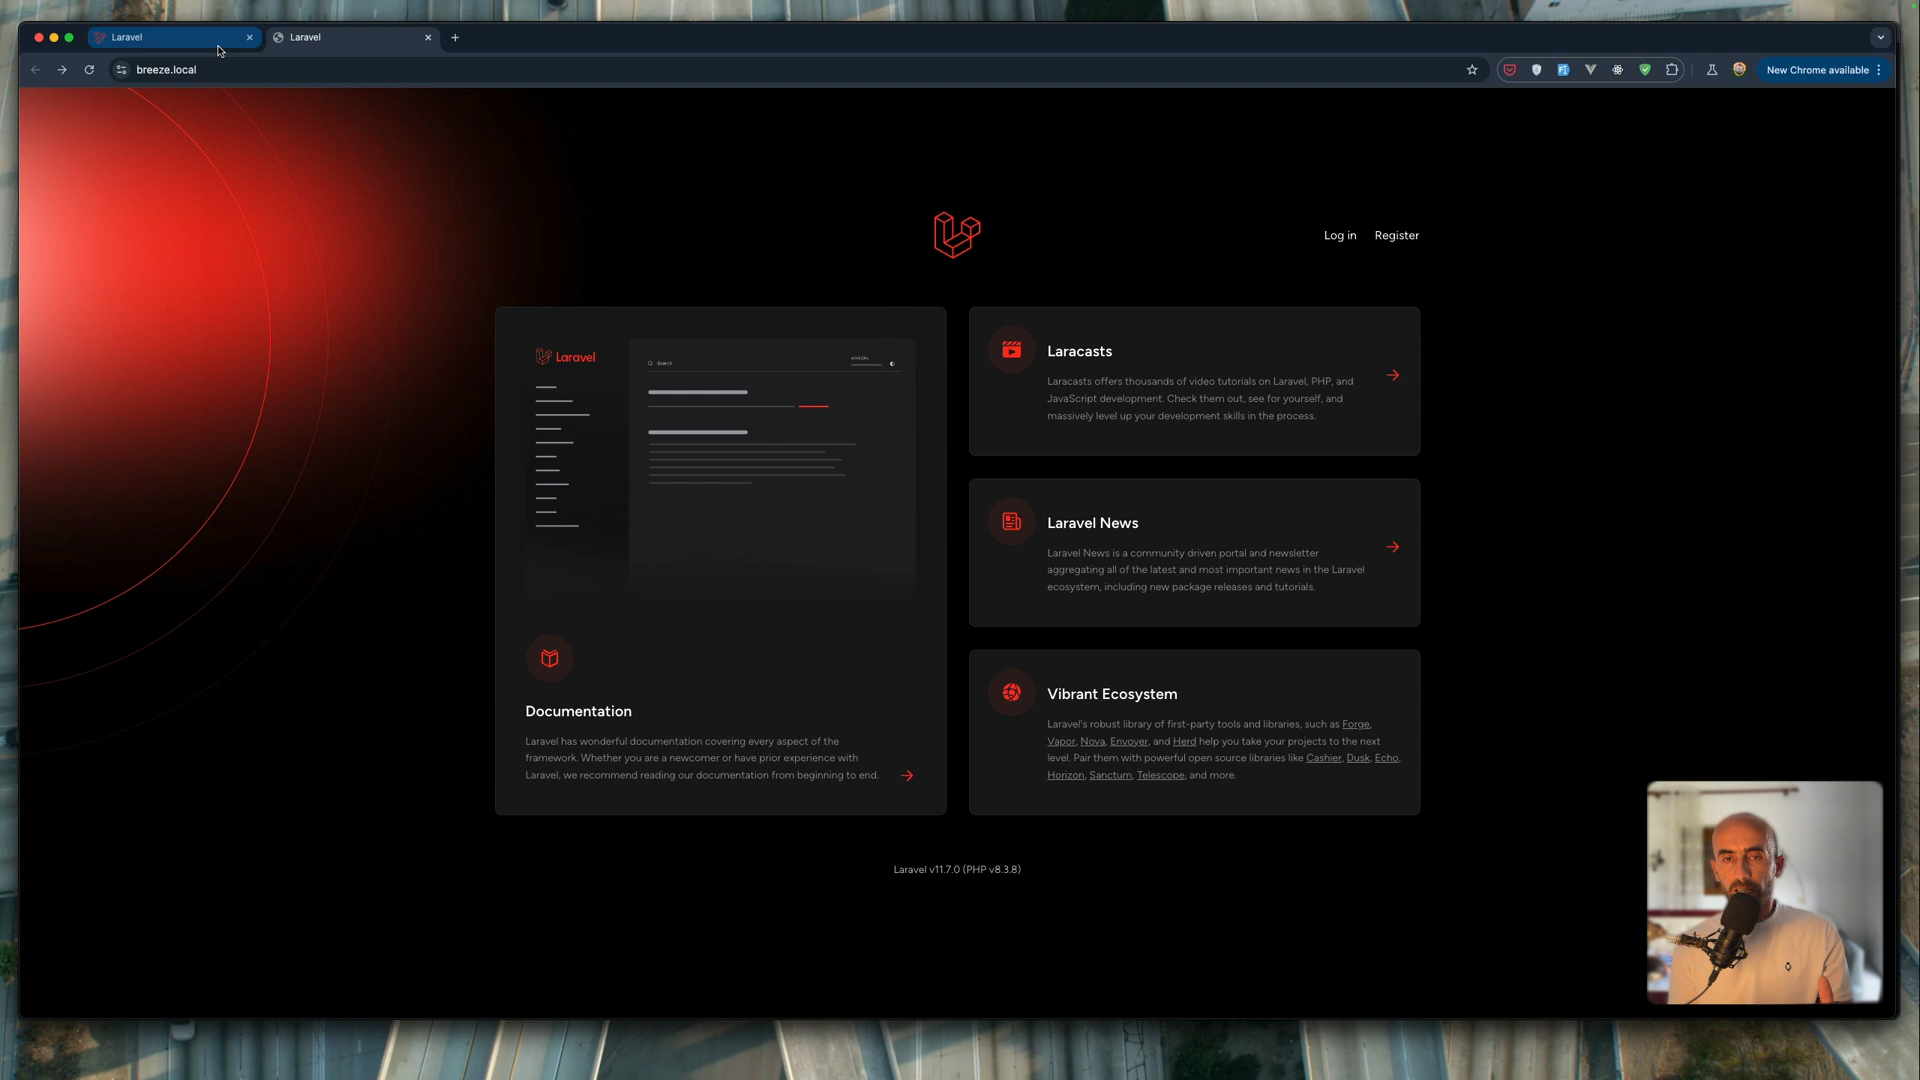 Laravel
Laravel
breeze.local
New Chrome available
Log in
Register
Laravel
Search
VERSION
Documentation
Laravel has wonderful documentation covering every aspect of the
framework. Whether you are a newcomer or have prior experience with
Laravel, we recommend reading our documentation from beginning to end.
Laracasts
Laracasts offers thousands of video tutorials on Laravel, PHP, and
JavaScript development. Check them out, see for yourself, and
massively level up your development skills in the process.
Laravel News
Laravel News is a community driven portal and newsletter
aggregating all of the latest and most important news in the Laravel
ecosystem, including new package releases and tutorials.
Vibrant Ecosystem
Laravel's robust library of first-party tools and libraries, such as Forge,
Vapor, Nova, Envoyer, and Herd help you take your projects to the next
level. Pair them with powerful open source libraries like Cashier, Dusk, Echo,
Horizon, Sanctum, Telescope, and more.
Laravel v11.7.0 (PHP v8.3.8)